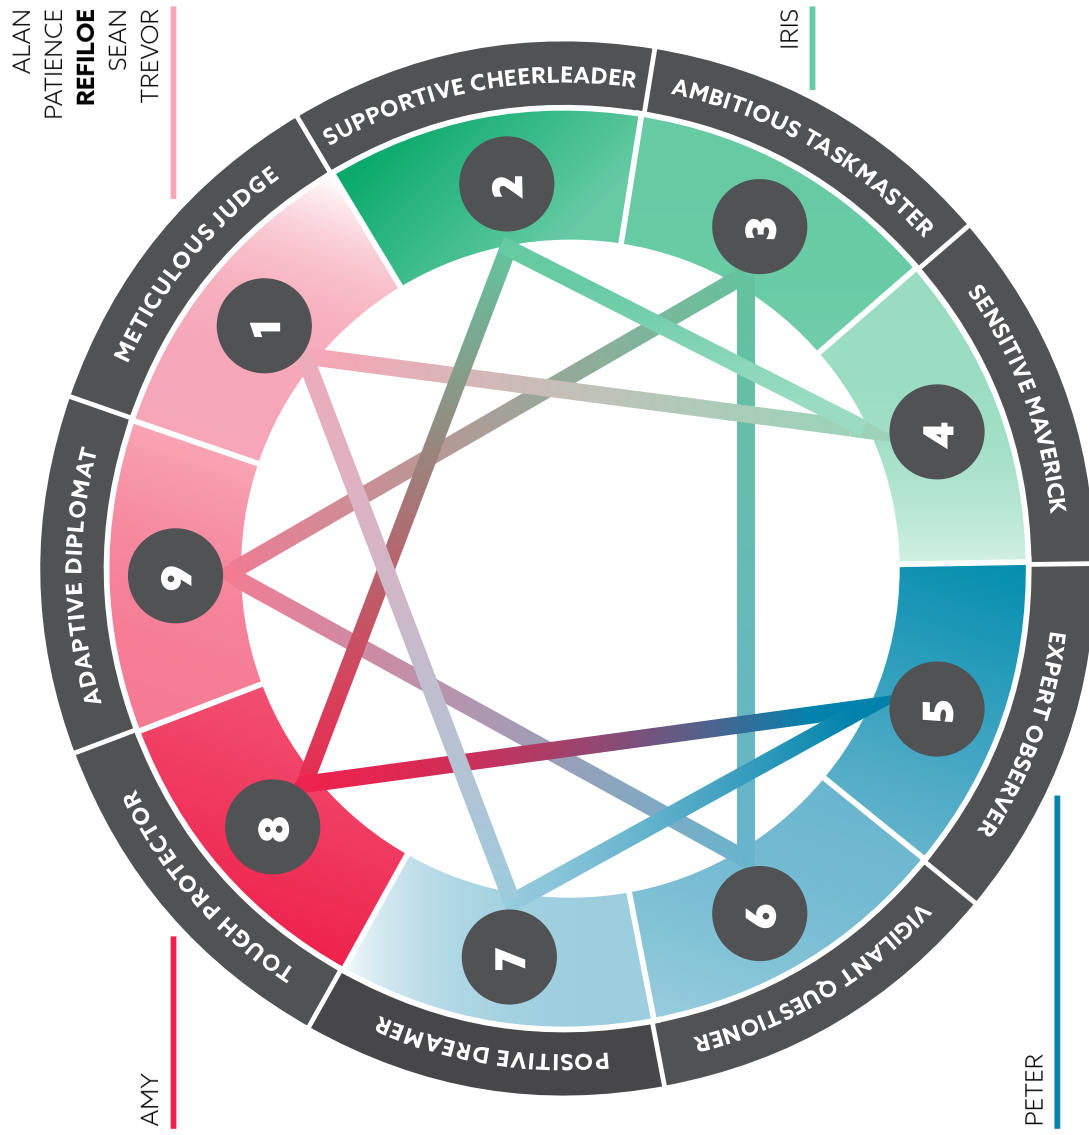 ALAN
PATIENCE
REFILOE
SEAN
TREVOR
AMY
ADAPTIVE DIPLOMAT
9
METICULOUS JUDGE
1
SUPPORTIVE CHEERLEADER
2
AMBITIOUS TASKMASTER
3
SENSITIVE MAVERICK
4
EXPERT OBSERVER
5
VIGILANT QUESTIONER
6
POSITIVE DREAMER
7
TOUGH PROTECTOR
8
IRIS
PETER